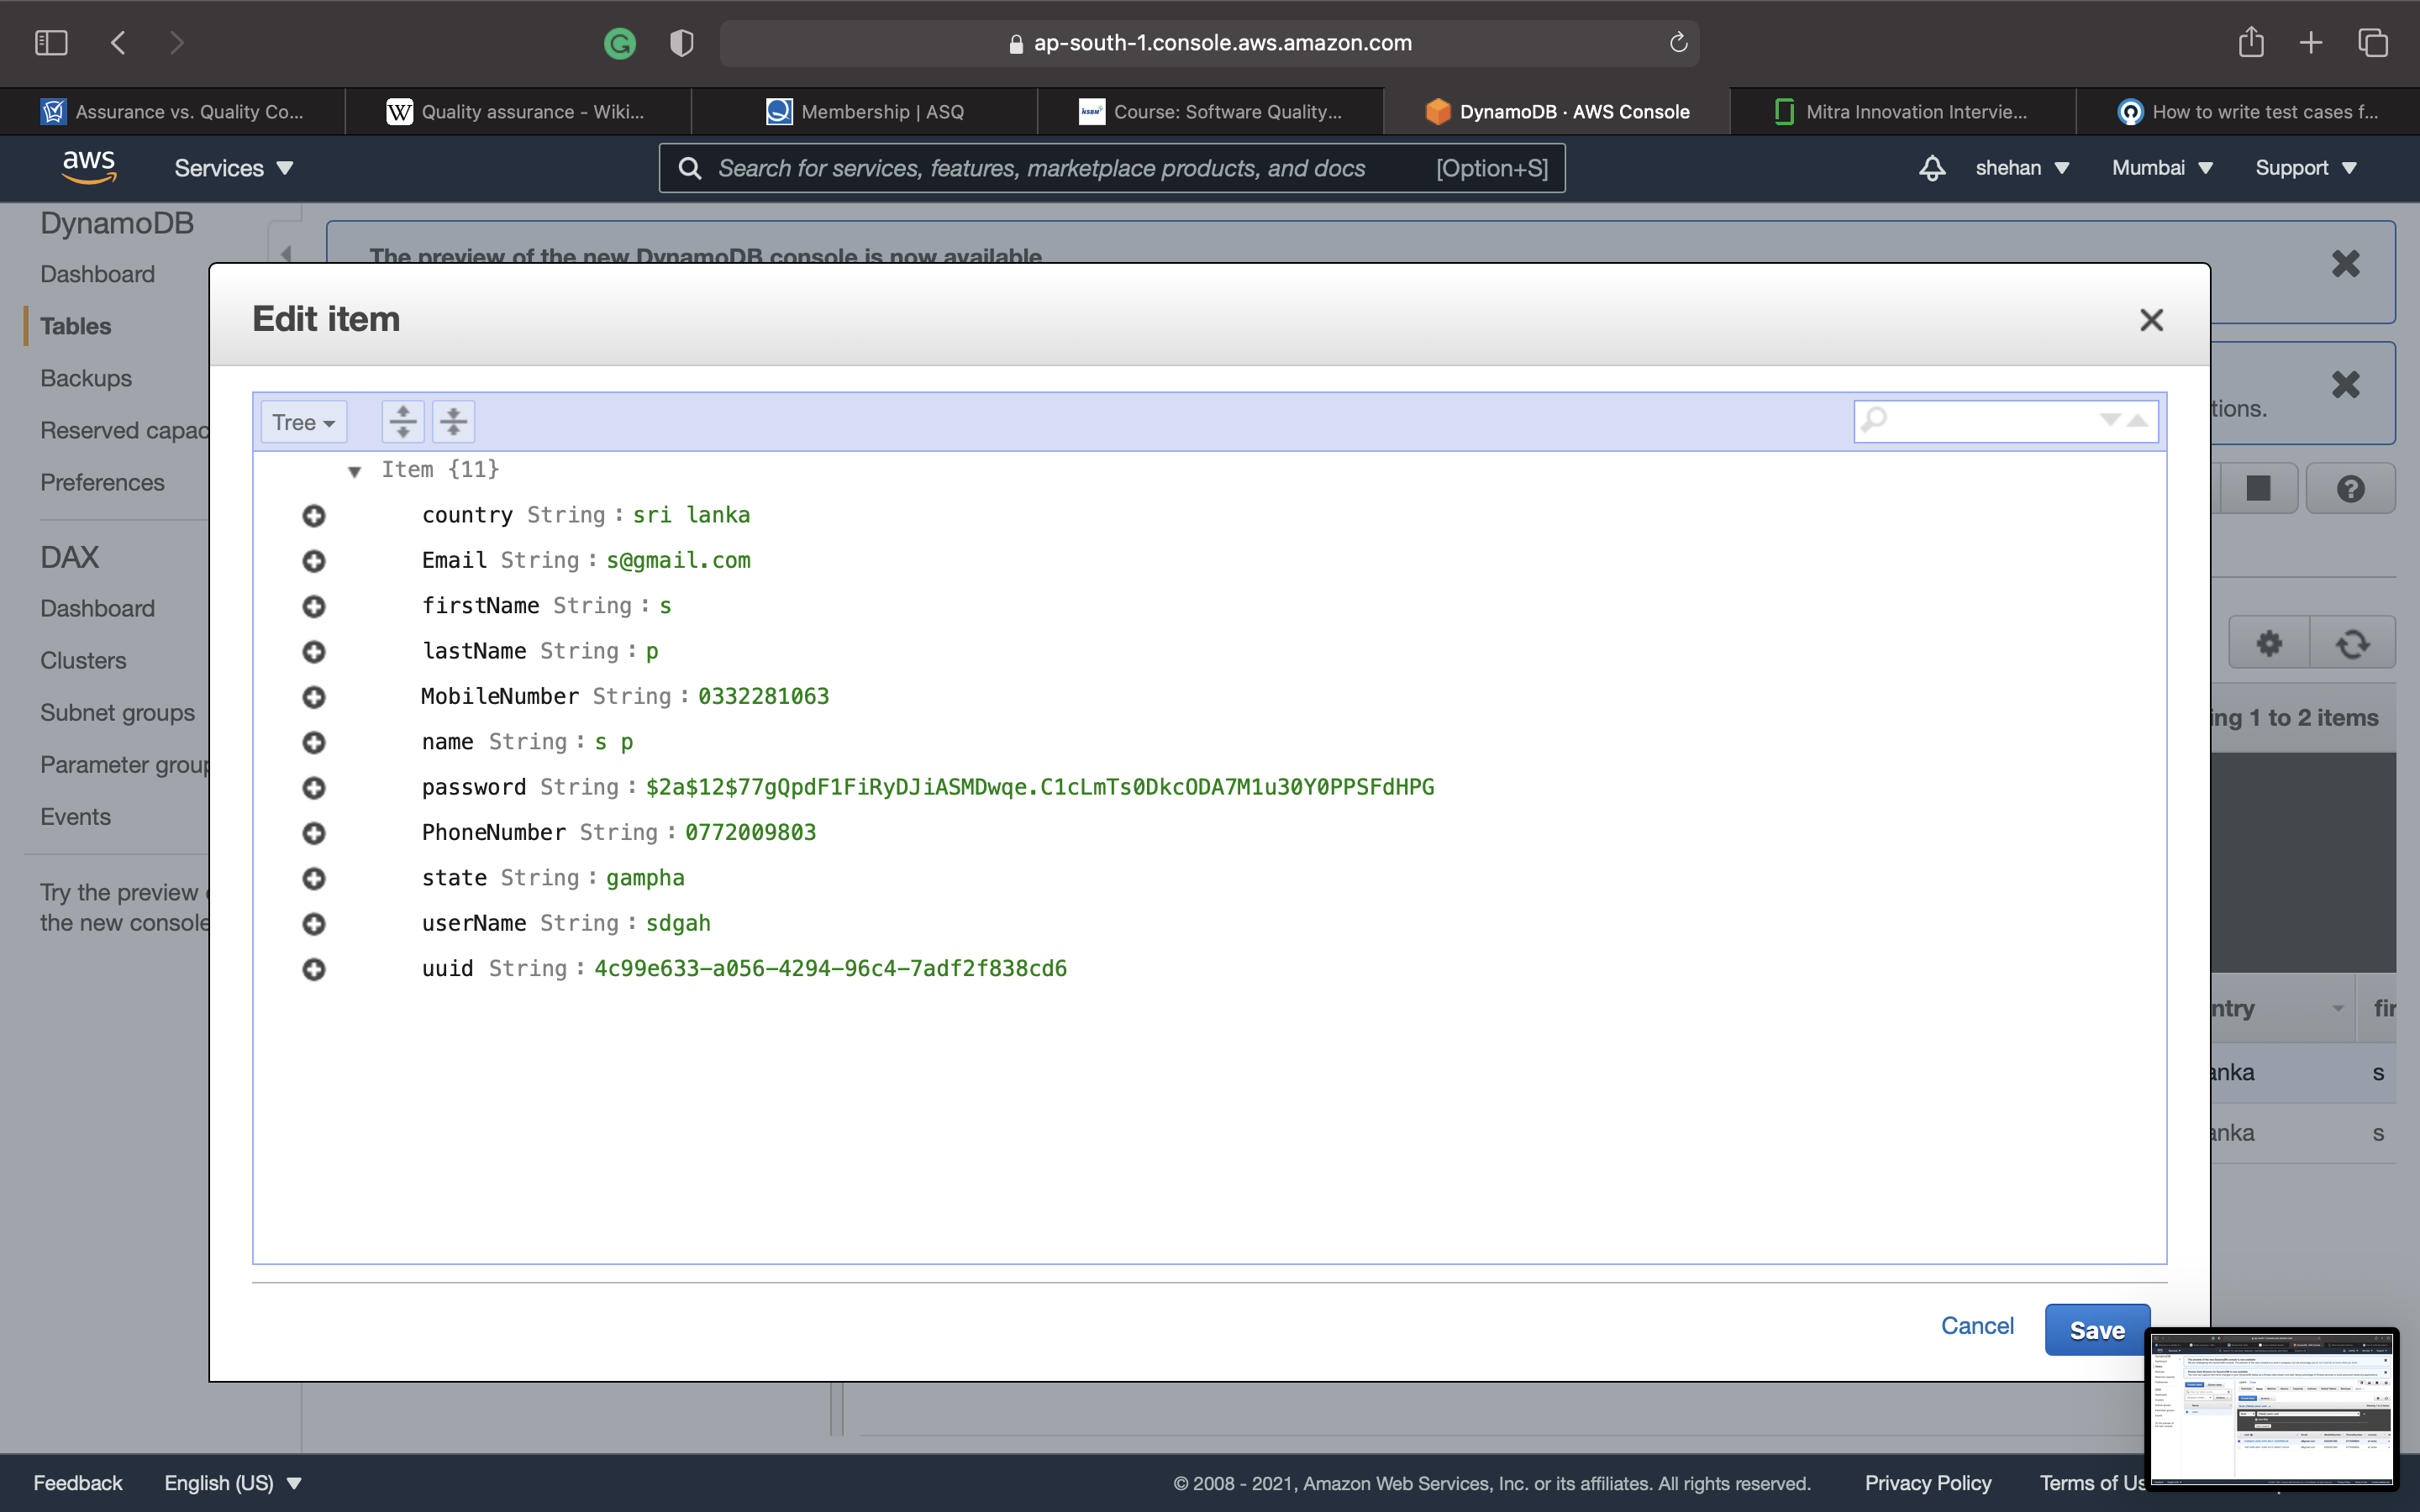 ap-south-1.console.aws.amazon.com
Assurance vs. Quality Co...
Quality assurance - Wiki...
Membership | ASQ
Course: Software Quality...
DynamoDB · AWS Console
Mitra Innovation Intervie...
How to write test cases f...
aws
Services
Search for services, features, marketplace products, and docs
[Option+S]
shehan
Mumbai
Support
DynamoDB
Dashboard
Tables
Backups
Reserved capac
Preferences
DAX
Dashboard
Clusters
Subnet groups
Parameter group
Events
Try the preview
the new console
The preview of the new DynamoDB console is now available
tions.
ing 1 to 2 items
ntry
fir
anka
s
anka
s
Edit item
Tree
Item {11}
country String : sri lanka
Email String : s@gmail.com
firstName String : s
lastName String : p
MobileNumber String : 0332281063
name String : s p
password String : $2a$12$77gQpdF1FiRyDJiASMDwqe.C1cLmTs0DkcODA7M1u30Y0PPSFdHPG
PhoneNumber String : 0772009803
state String : gampha
userName String : sdgah
uuid String : 4c99e633-a056-4294-96c4-7adf2f838cd6
Cancel
Save
Feedback
English (US)
© 2008 - 2021, Amazon Web Services, Inc. or its affiliates. All rights reserved.
Privacy Policy
Terms of Us